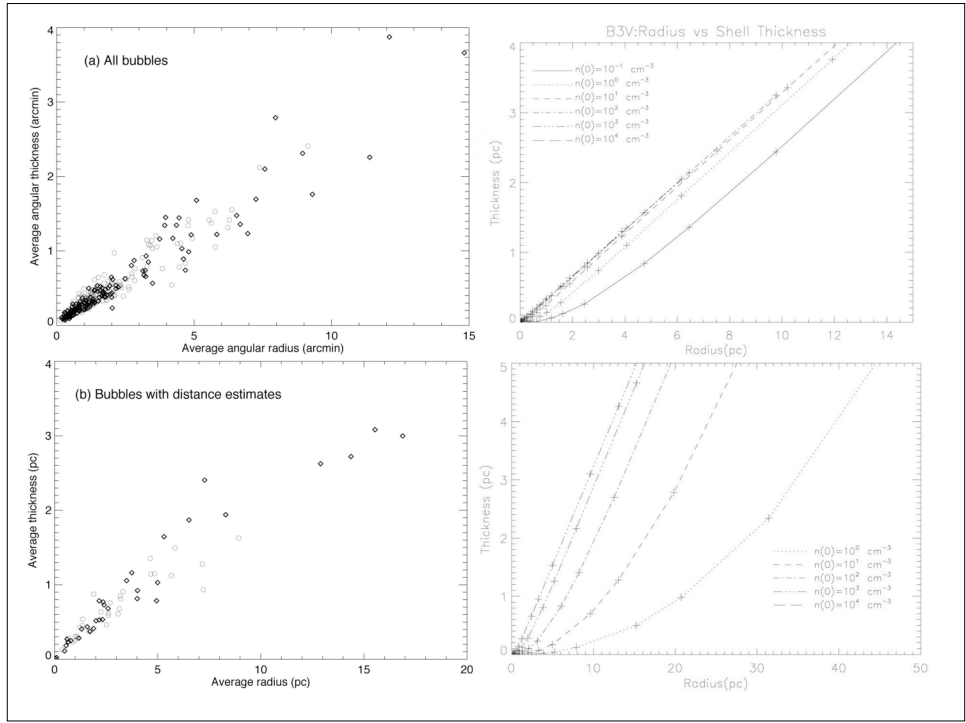 (a) All bubbles
Average angular thickness (arcmin)
4
3
2
1
0
0 5 10 15
Average angular radius (arcmin)
B3V:Radius vs Shell Thickness
n(0)=10⁻¹ cm⁻³
n(0)=10⁰ cm⁻³
n(0)=10¹ cm⁻³
n(0)=10² cm⁻³
n(0)=10³ cm⁻³
n(0)=10⁴ cm⁻³
Thickness (pc)
4
3
2
1
0
0 2 4 6 8 10 12 14
Radius(pc)
(b) Bubbles with distance estimates
Average thickness (pc)
4
3
2
1
0
0 5 10 15 20
Average radius (pc)
Thickness (pc)
5
4
3
2
1
0
n(0)=10⁰ cm⁻³
n(0)=10¹ cm⁻³
n(0)=10² cm⁻³
n(0)=10³ cm⁻³
n(0)=10⁴ cm⁻³
0 10 20 30 40 50
Radius(pc)